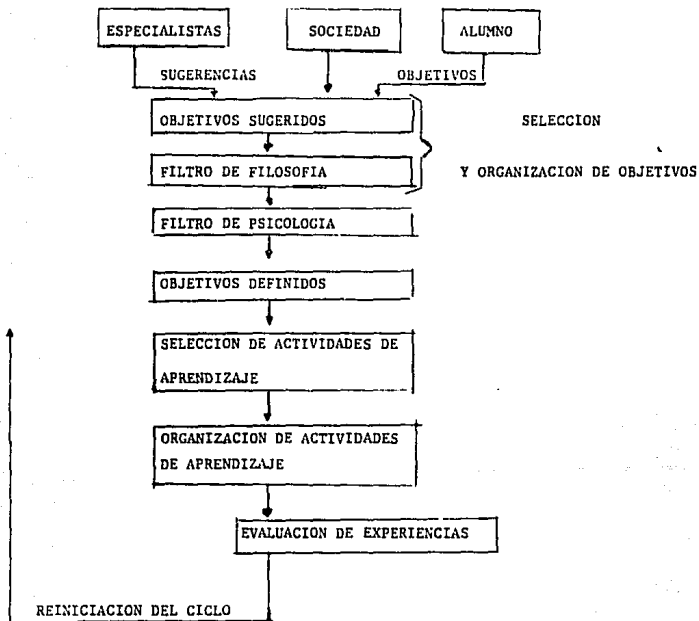 ESPECIALISTAS
SOCIEDAD
ALUMNO
SUGERENCIAS
OBJETIVOS
OBJETIVOS SUGERIDOS
SELECCION
FILTRO DE FILOSOFIA
Y ORGANIZACION DE OBJETIVOS
FILTRO DE PSICOLOGIA
OBJETIVOS DEFINIDOS
SELECCION DE ACTIVIDADES DE
APRENDIZAJE
ORGANIZACION DE ACTIVIDADES
DE APRENDIZAJE
EVALUACION DE EXPERIENCIAS
REINICIACION DEL CICLO